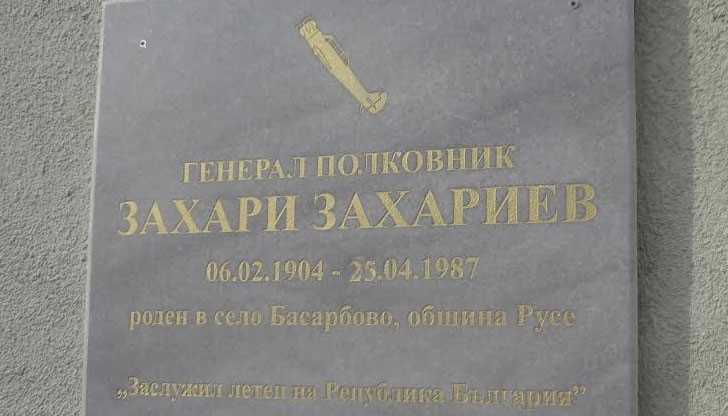 ГЕНЕРАЛ ПОЛКОВНИК
ЗАХАРИ ЗАХАРИЕВ
06.02.1904 - 25.04.1987
роден в село Басарбово, община Русе
„Заслужил летец на Република България”